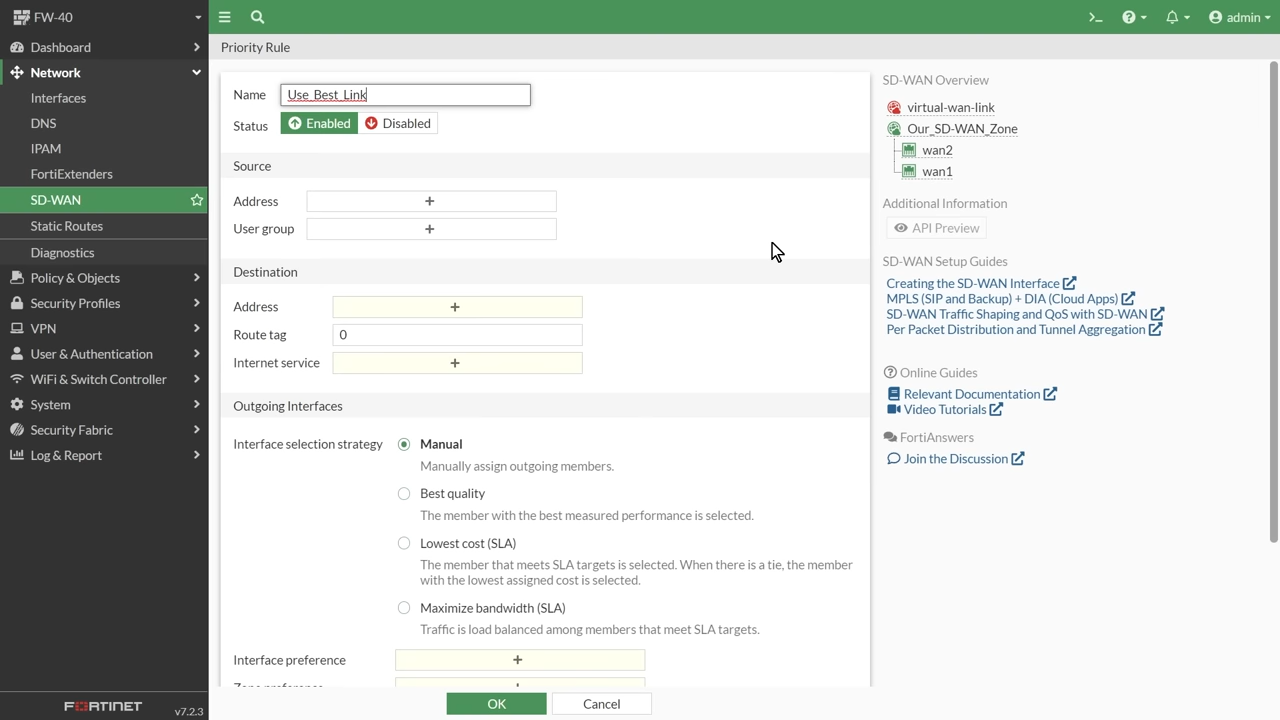 FW-40
admin
Dashboard
Network
Interfaces
DNS
IPAM
FortiExtenders
SD-WAN
Static Routes
Diagnostics
Policy & Objects
Security Profiles
VPN
User & Authentication
WiFi & Switch Controller
System
Security Fabric
Log & Report
FORTINET
v7.2.3
Priority Rule
Name Use_Best_Link
Status Enabled Disabled
Source
Address +
User group +
Destination
Address +
Route tag 0
Internet service +
Outgoing Interfaces
Interface selection strategy Manual
Manually assign outgoing members.
Best quality
The member with the best measured performance is selected.
Lowest cost (SLA)
The member that meets SLA targets is selected. When there is a tie, the member
with the lowest assigned cost is selected.
Maximize bandwidth (SLA)
Traffic is load balanced among members that meet SLA targets.
Interface preference +
Zone preference +
OK Cancel
SD-WAN Overview
virtual-wan-link
Our_SD-WAN_Zone
wan2
wan1
Additional Information
API Preview
SD-WAN Setup Guides
Creating the SD-WAN Interface
MPLS (SIP and Backup) + DIA (Cloud Apps)
SD-WAN Traffic Shaping and QoS with SD-WAN
Per Packet Distribution and Tunnel Aggregation
Online Guides
Relevant Documentation
Video Tutorials
FortiAnswers
Join the Discussion